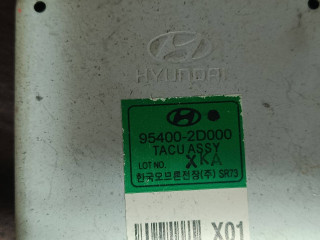 HYUNDAI
95400-2D000
TACU ASSY
LOT NO. XKA
한국오므론전장(주) SR73
X01